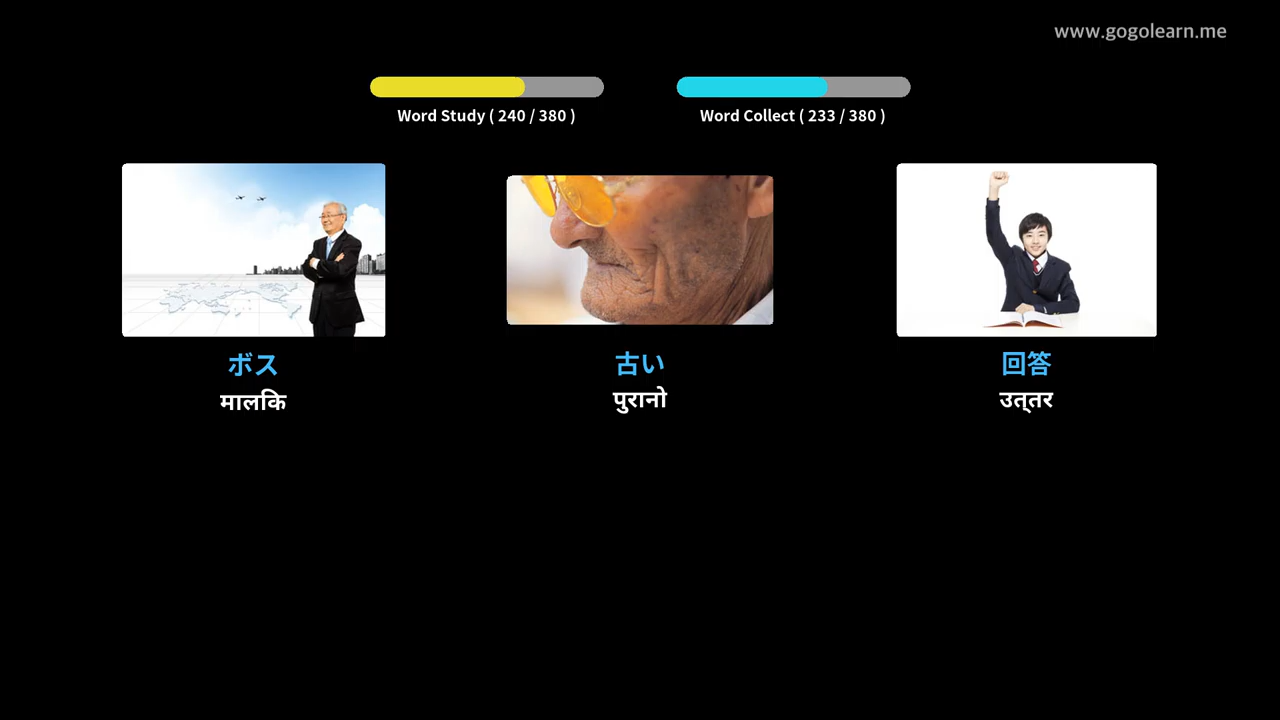 www.gogolearn.me
Word Study ( 240 / 380 )
Word Collect ( 233 / 380 )
ボス
古い
回答
मालिक
पुरानो
उत्तर